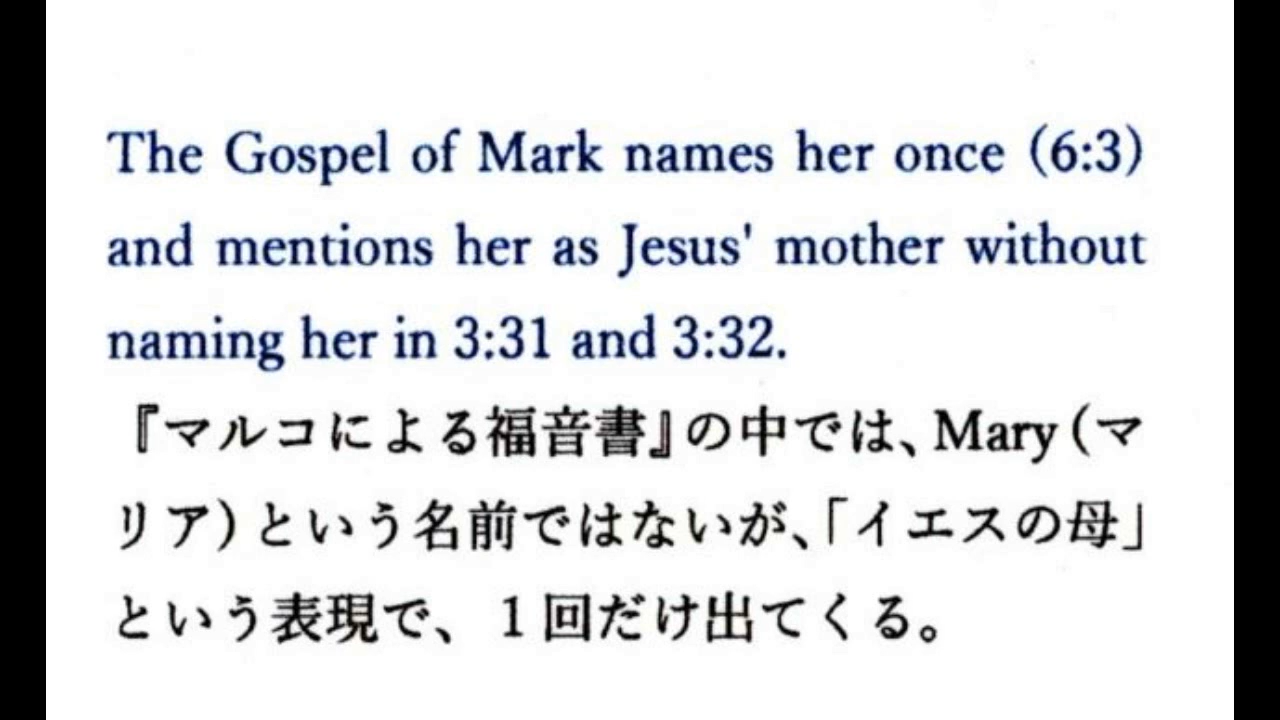 The Gospel of Mark names her once (6:3)
and mentions her as Jesus' mother without
naming her in 3:31 and 3:32.
『マルコによる福音書』の中では、Mary(マ
リア)という名前ではないが、「イエスの母」
という表現で、1回だけ出てくる。